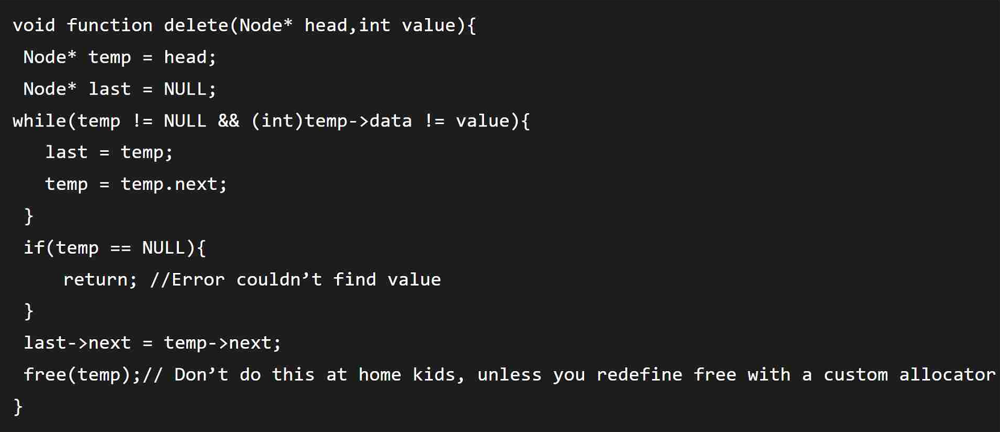 void function delete(Node* head,int value){
 Node* temp = head;
 Node* last = NULL;
while(temp != NULL && (int)temp->data != value){
   last = temp;
   temp = temp.next;
 }
 if(temp == NULL){
     return; //Error couldn’t find value
 }
 last->next = temp->next;
 free(temp);// Don’t do this at home kids, unless you redefine free with a custom allocator
}